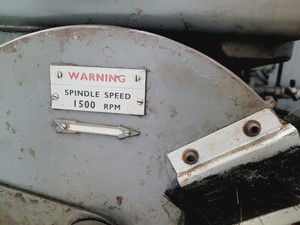 WARNING
SPINDLE SPEED
1500 RPM